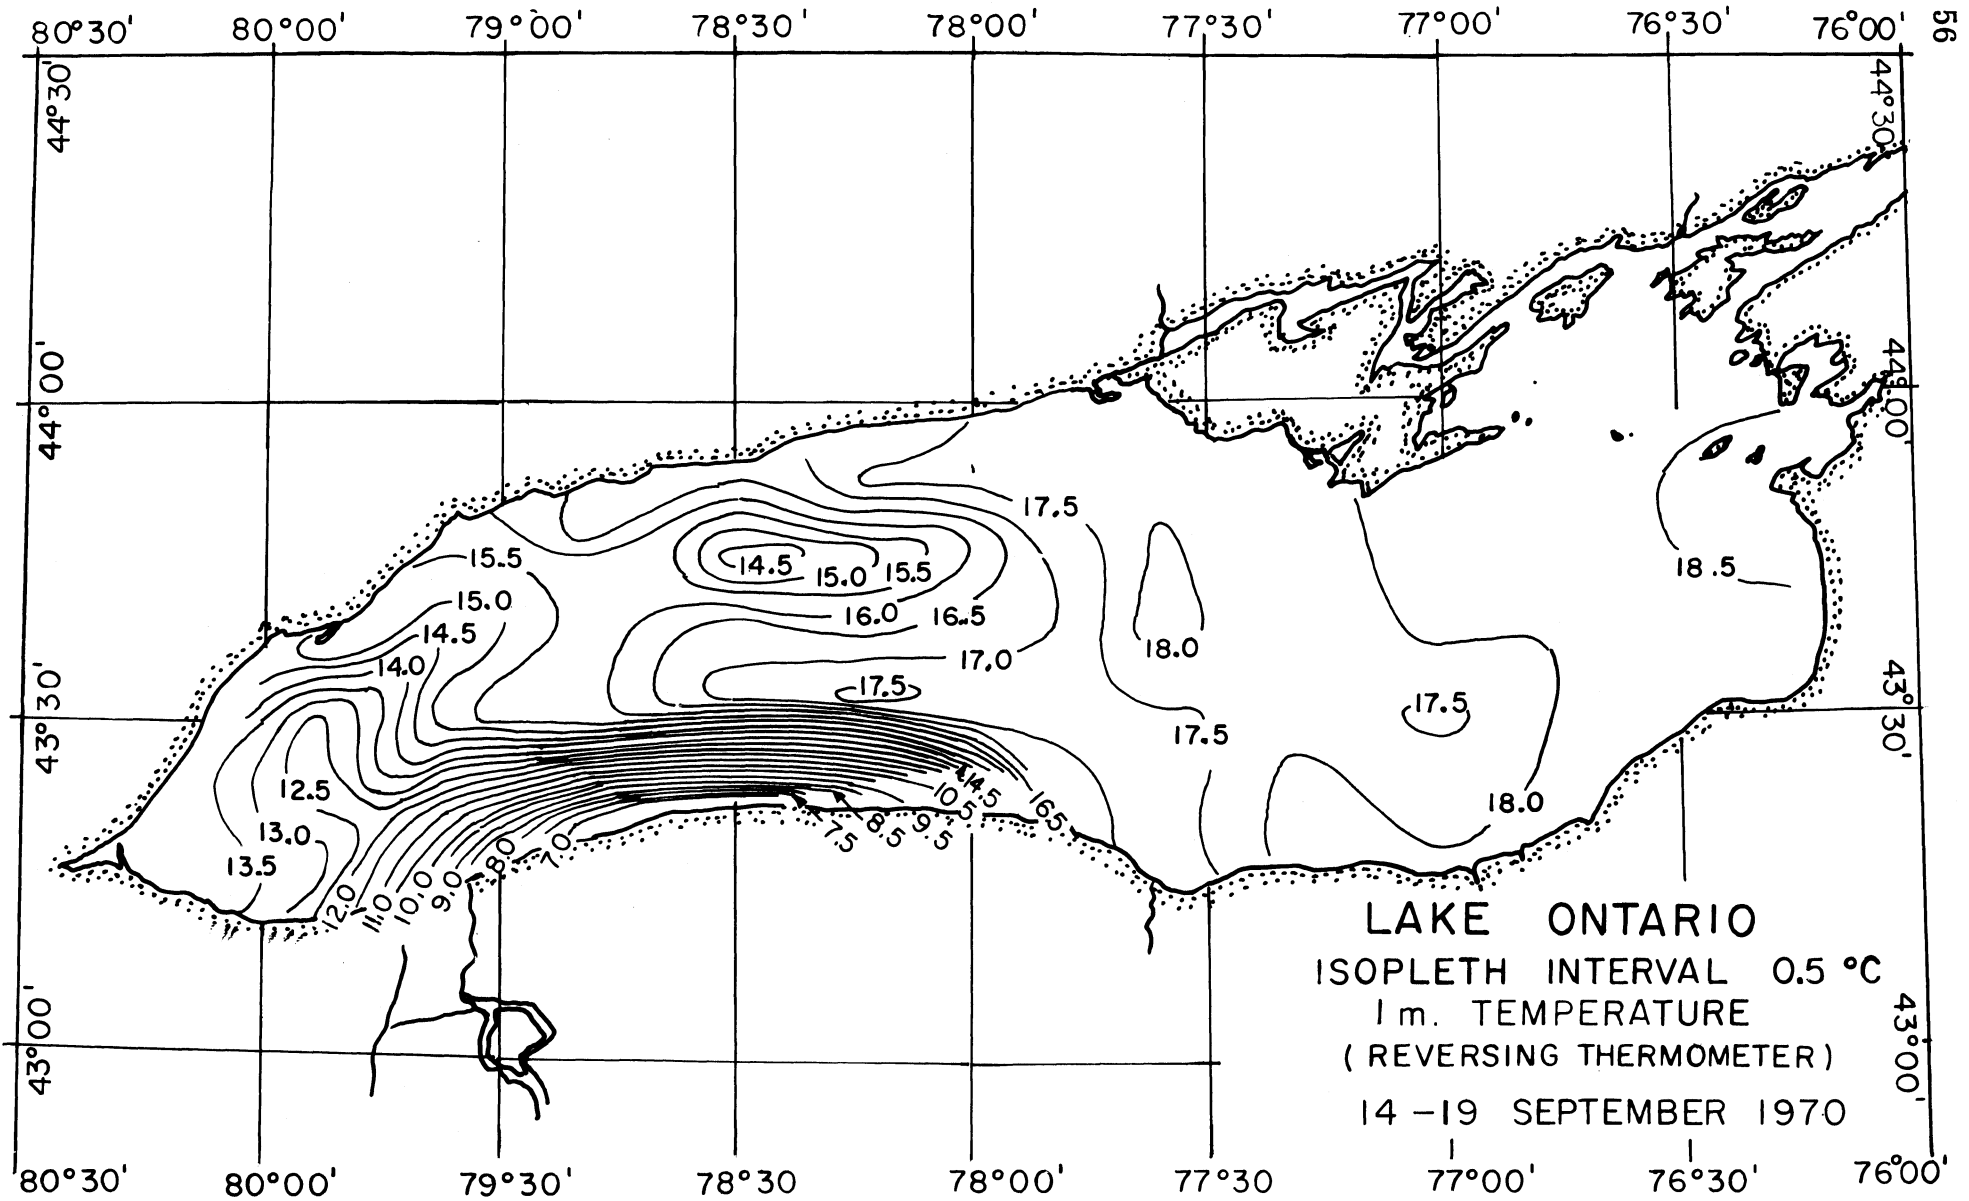 56
80°30' 80°00' 79°00' 78°30' 78°00' 77°30' 77°00' 76°30' 76°00'
44°30' 44°30'
44°00' 44°00'
17.5
15.5 14.5 15.0 15.5 18.5
15.0 16.0 16.5
14.5 18.0
14.0 17.0
17.5 17.5
43°30' 43°30'
17.5
12.5 14.5 18.0
10.5 16.5
13.0 7.5 8.5 9.5
13.5 8.0 7.0
12.0 11.0 10.0 9.0
LAKE ONTARIO
ISOPLETH INTERVAL 0.5 °C
1 m. TEMPERATURE
(REVERSING THERMOMETER)
14-19 SEPTEMBER 1970
43°00' 43°00'
80°30' 80°00' 79°30' 78°30' 78°00' 77°30' 77°00' 76°30' 76°00'